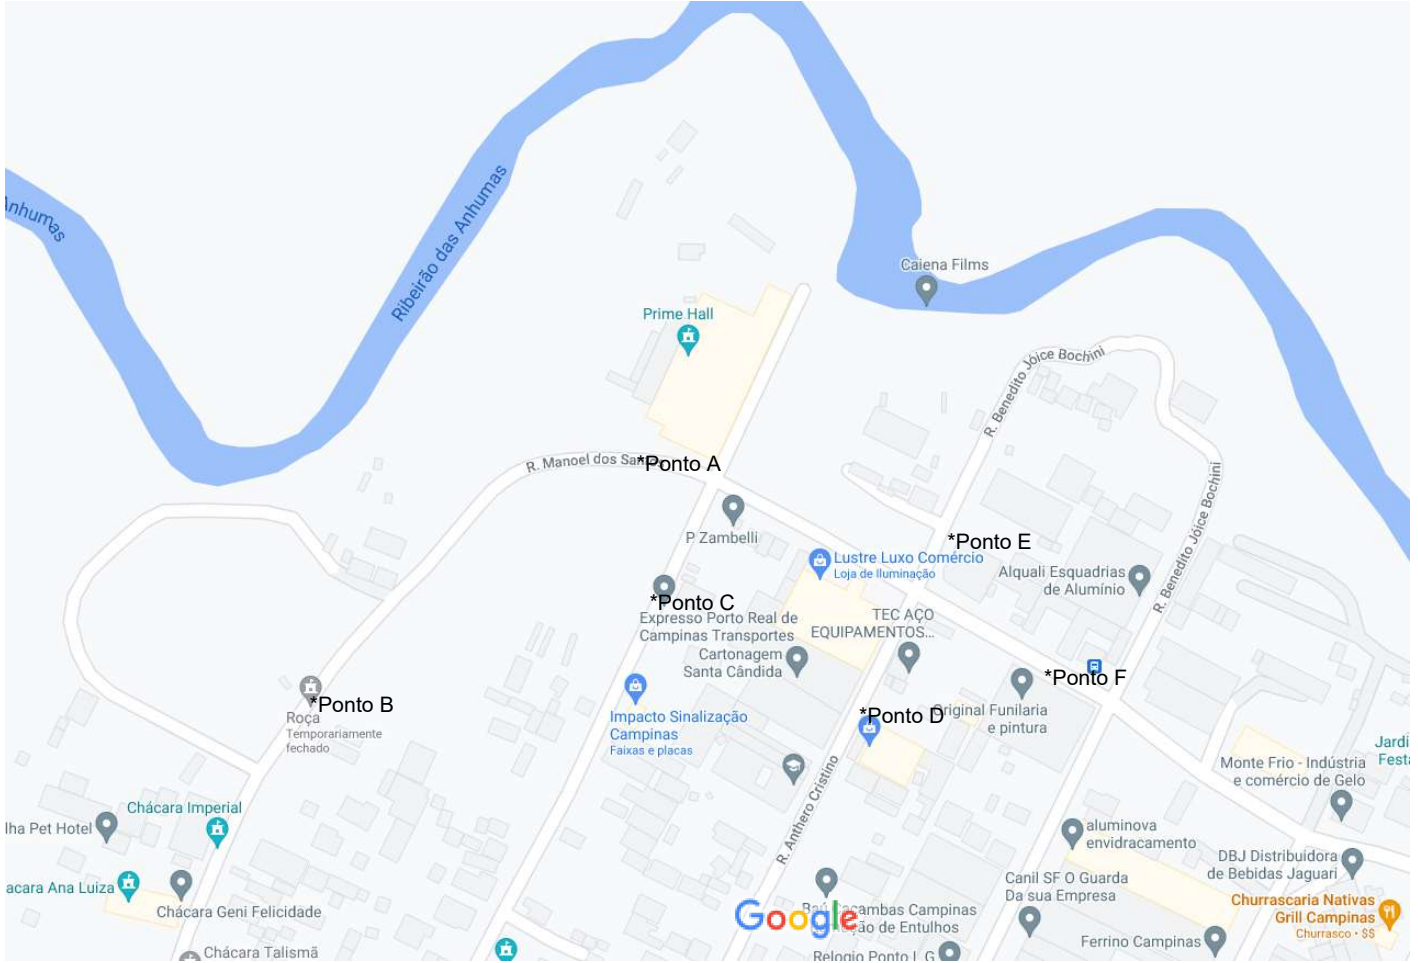 Anhumas
Ribeirão das Anhumas
Caiena Films
Prime Hall
R. Benedito Jóice Bochini
R. Manoel dos
*Ponto A
R. Benedito Jóice Bochini
P. Zambelli
*Ponto E
Lustre Luxo Comércio
Loja de Iluminação
Alquali Esquadrias
de Alumínio
*Ponto C
Expresso Porto Real de
Campinas Transportes
TEC AÇO
EQUIPAMENTOS...
Cartonagem
Santa Cândida
*Ponto F
*Ponto B
Roça
Temporariamente
fechado
*Ponto D
Original Funilaria
e pintura
Impacto Sinalização
Campinas
Faixas e placas
Jardi
Festa
Monte Frio - Indústria
e comércio de Gelo
R. Anthero Cristino
Chácara Imperial
lha Pet Hotel
aluminova
envidracamento
DBJ Distribuidora
de Bebidas Jaguari
acara Ana Luiza
Canil SF O Guarda
Da sua Empresa
Chácara Geni Felicidade
Churrascaria Nativas
Grill Campinas
Churrasco • $$
Google
Campinas
de Entulhos
Ferrino Campinas
Chácara Talismã
Relogio Ponto L G